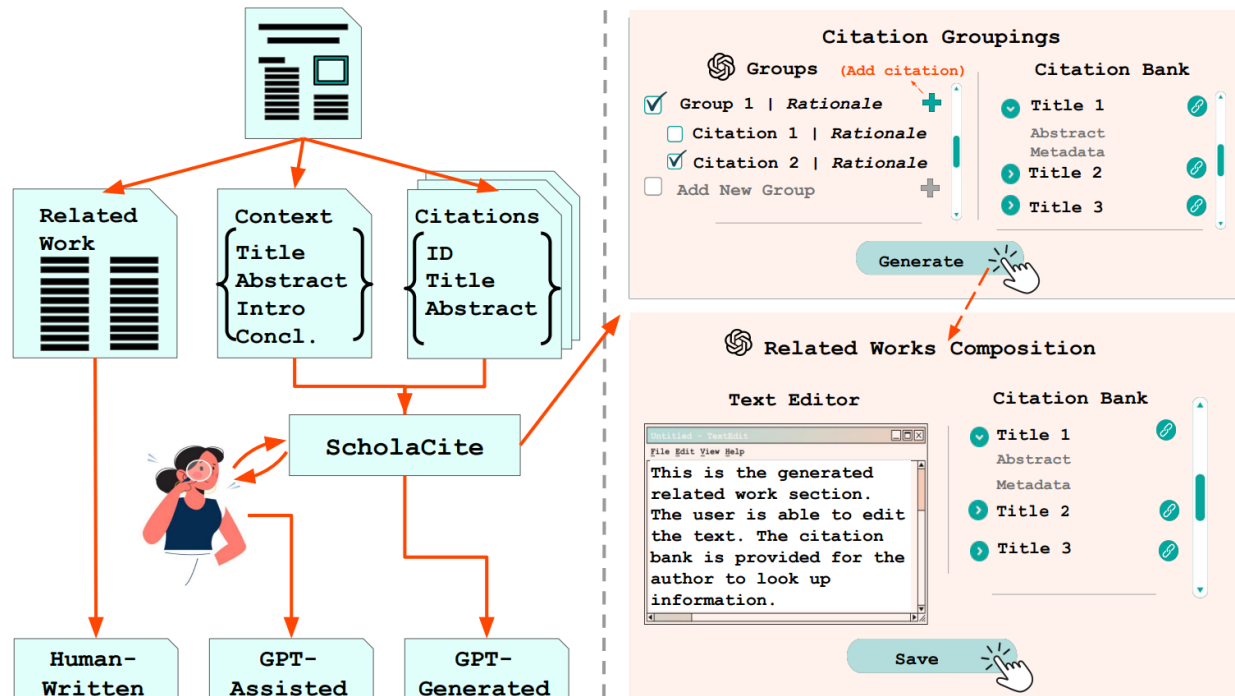 Related
Work
Context
Title
Abstract
Intro
Concl.
Citations
ID
Title
Abstract
ScholaCite
Human-
Written
GPT-
Assisted
GPT-
Generated
Citation Groupings
Groups
(Add citation)
Citation Bank
Group 1 | Rationale
Citation 1 | Rationale
Citation 2 | Rationale
Add New Group
Title 1
Abstract
Metadata
Title 2
Title 3
Generate
Related Works Composition
Text Editor
Citation Bank
Untitled - TextEdit
File Edit View Help
This is the generated
related work section.
The user is able to edit
the text. The citation
bank is provided for the
author to look up
information.
Title 1
Abstract
Metadata
Title 2
Title 3
Save